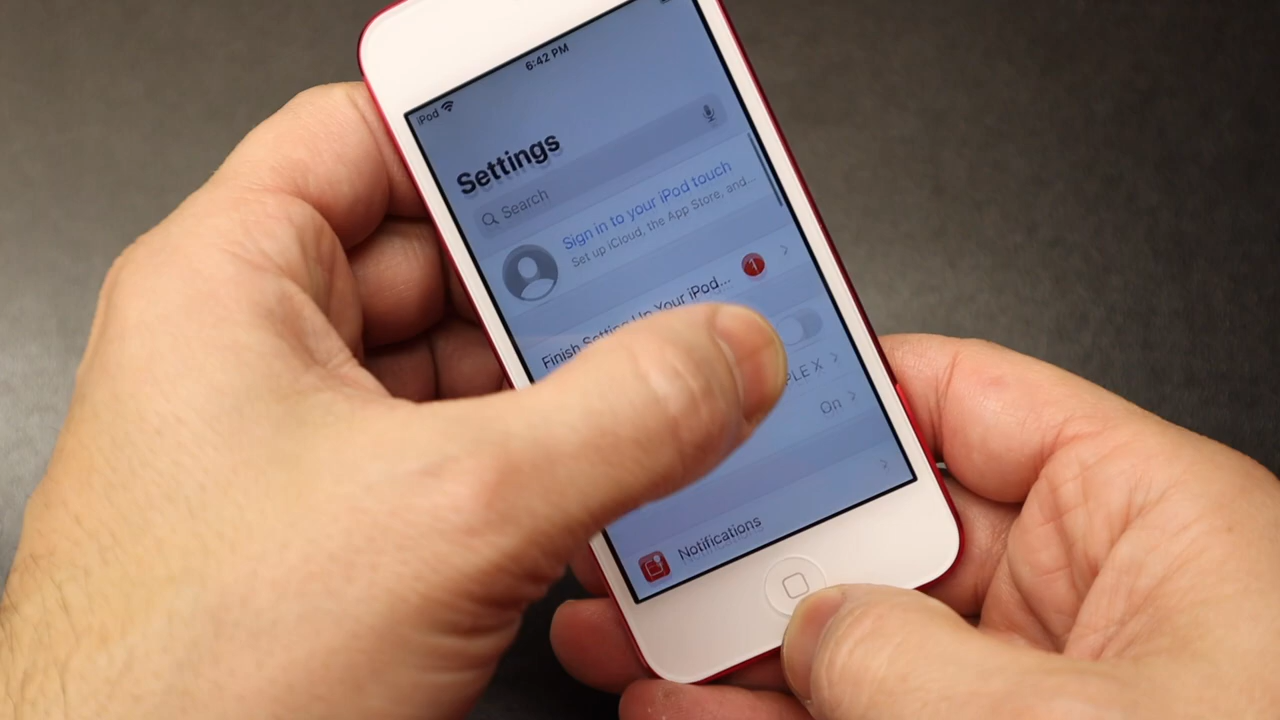 6:42 PM
iPod
Settings
Search
Sign in to your iPod touch
Set up iCloud, the App Store, and...
Finish Setting Up Your iPod...
1
PLE X
On
Notifications